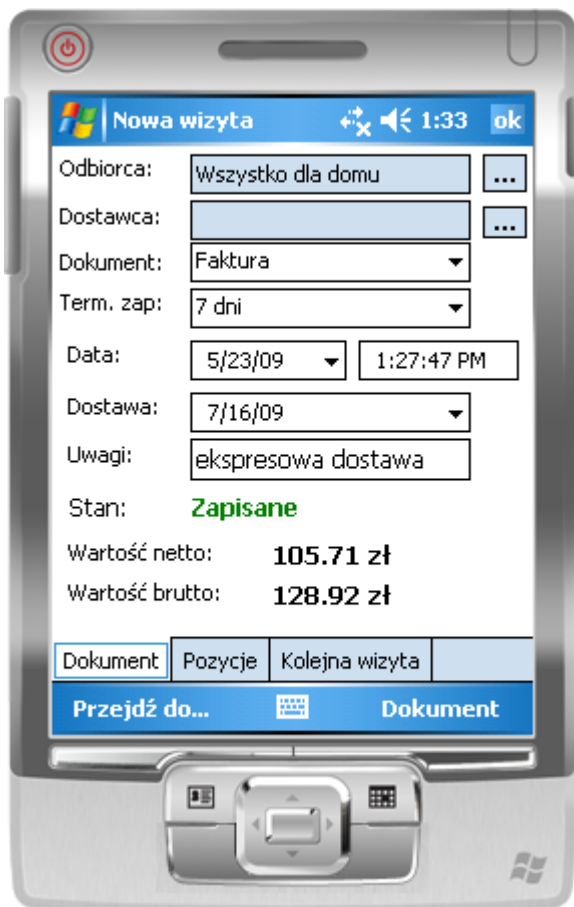 Nowa wizyta 1:33 ok
Odbiorca: Wszystko dla domu ...
Dostawca: ...
Dokument: Faktura
Term. zap: 7 dni
Data: 5/23/09 1:27:47 PM
Dostawa: 7/16/09
Uwagi: ekspresowa dostawa
Stan: Zapisane
Wartość netto: 105.71 zł
Wartość brutto: 128.92 zł
Dokument Pozycje Kolejna wizyta
Przejdź do... Dokument